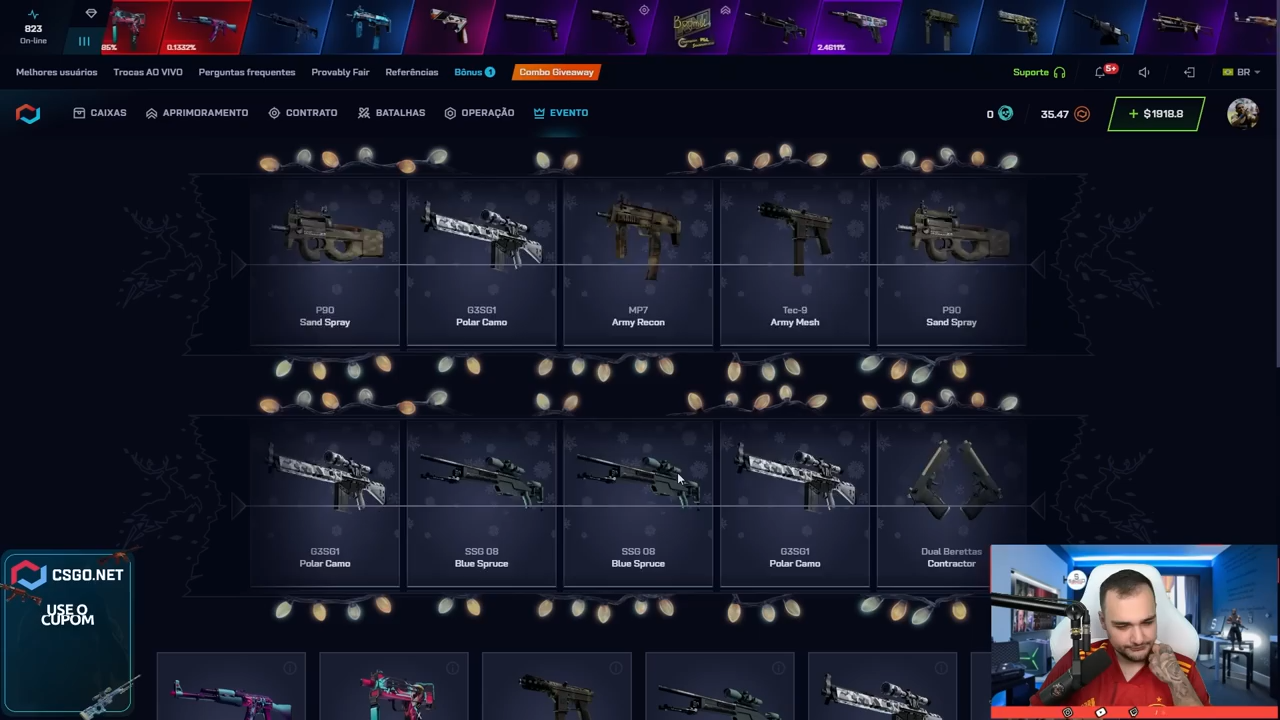 823
On-line
85%
0.1332%
2.4611%
Melhores usuários
Trocas AO VIVO
Perguntas frequentes
Provably Fair
Referências
Bônus 1
Combo Giveaway
Suporte
5+
BR
CAIXAS
APRIMORAMENTO
CONTRATO
BATALHAS
OPERAÇÃO
EVENTO
0
35.47
+ $1918.8
P90
Sand Spray
G3SG1
Polar Camo
MP7
Army Recon
Tec-9
Army Mesh
P90
Sand Spray
G3SG1
Polar Camo
SSG 08
Blue Spruce
SSG 08
Blue Spruce
G3SG1
Polar Camo
Dual Berettas
Contractor
CSGO.NET
USE O
CUPOM